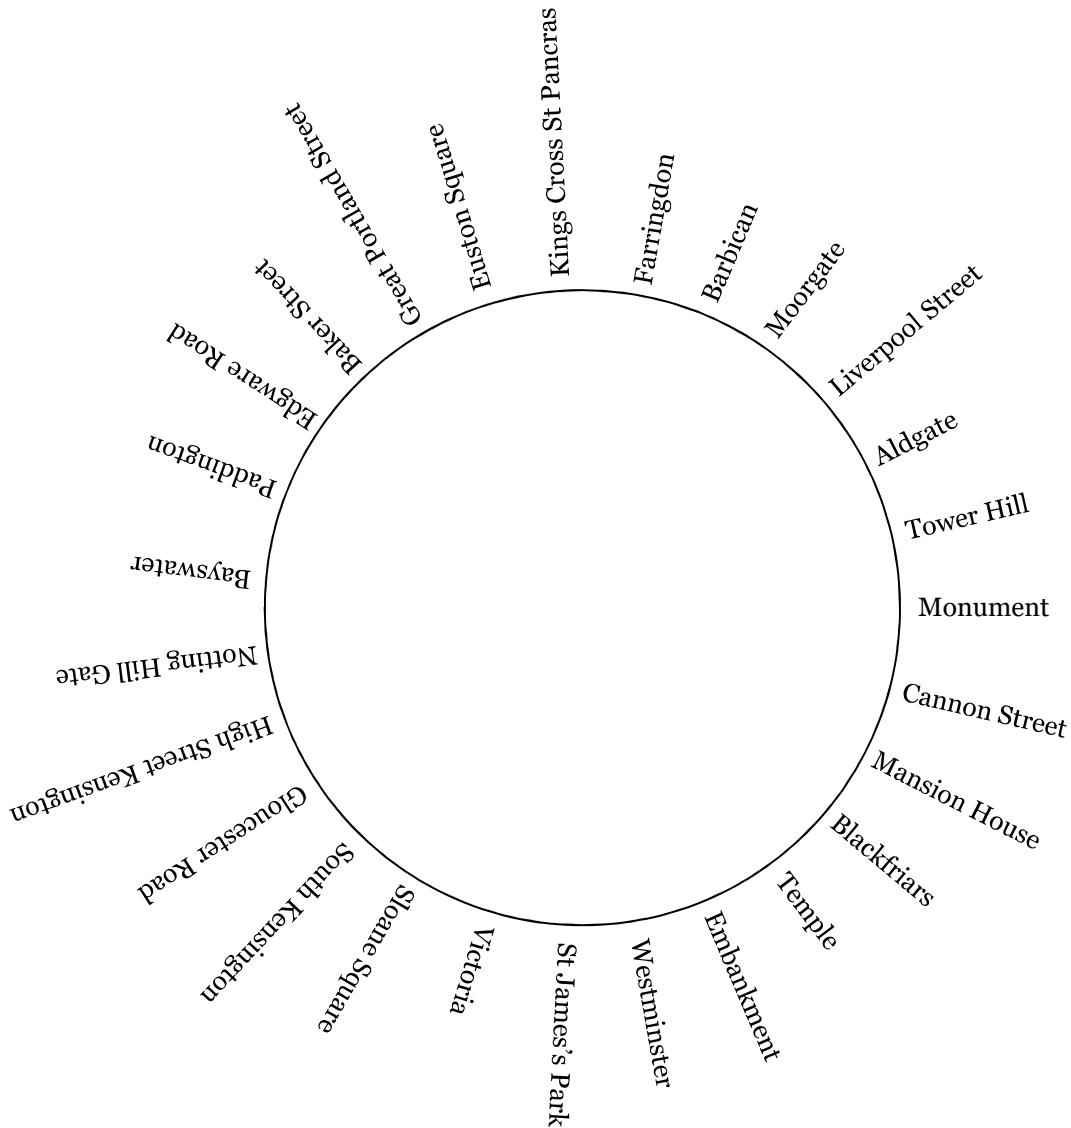 Kings Cross St Pancras
Farringdon
Barbican
Moorgate
Liverpool Street
Aldgate
Tower Hill
Monument
Cannon Street
Mansion House
Blackfriars
Temple
Embankment
Westminster
St James’s Park
Victoria
Sloane Square
South Kensington
Gloucester Road
High Street Kensington
Notting Hill Gate
Bayswater
Paddington
Edgware Road
Baker Street
Great Portland Street
Euston Square